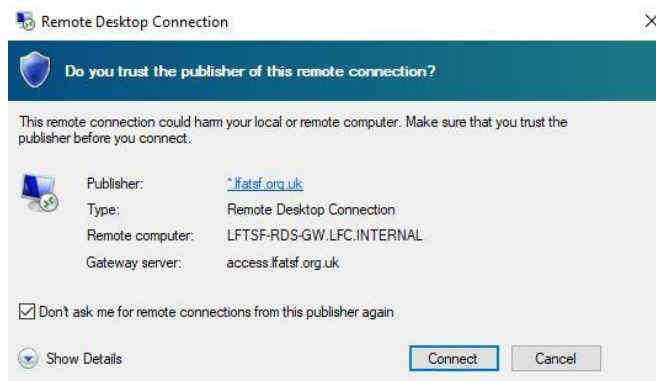 Remote Desktop Connection
Do you trust the publisher of this remote connection?
This remote connection could harm your local or remote computer. Make sure that you trust the
publisher before you connect.
Publisher: *.lfatsf.org.uk
Type: Remote Desktop Connection
Remote computer: LFTSF-RDS-GW.LFC.INTERNAL
Gateway server: access.lfatsf.org.uk
Don't ask me for remote connections from this publisher again
Show Details Connect Cancel